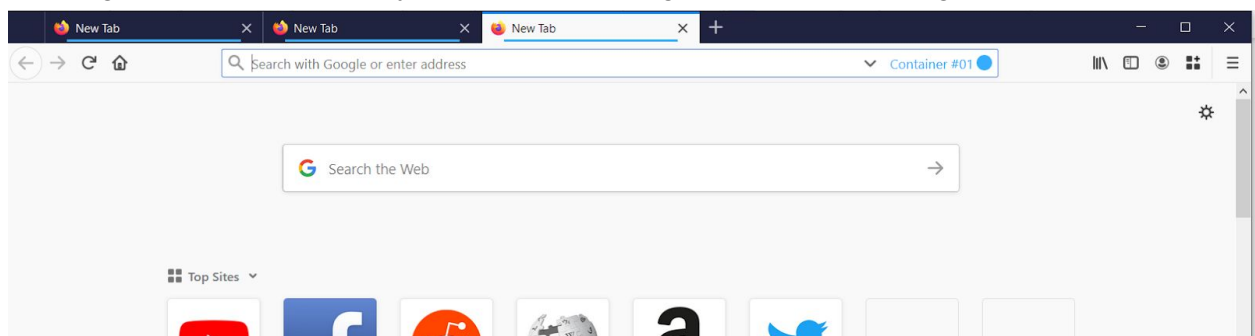 New Tab
New Tab
New Tab
Search with Google or enter address
Container #01
Search the Web
Top Sites